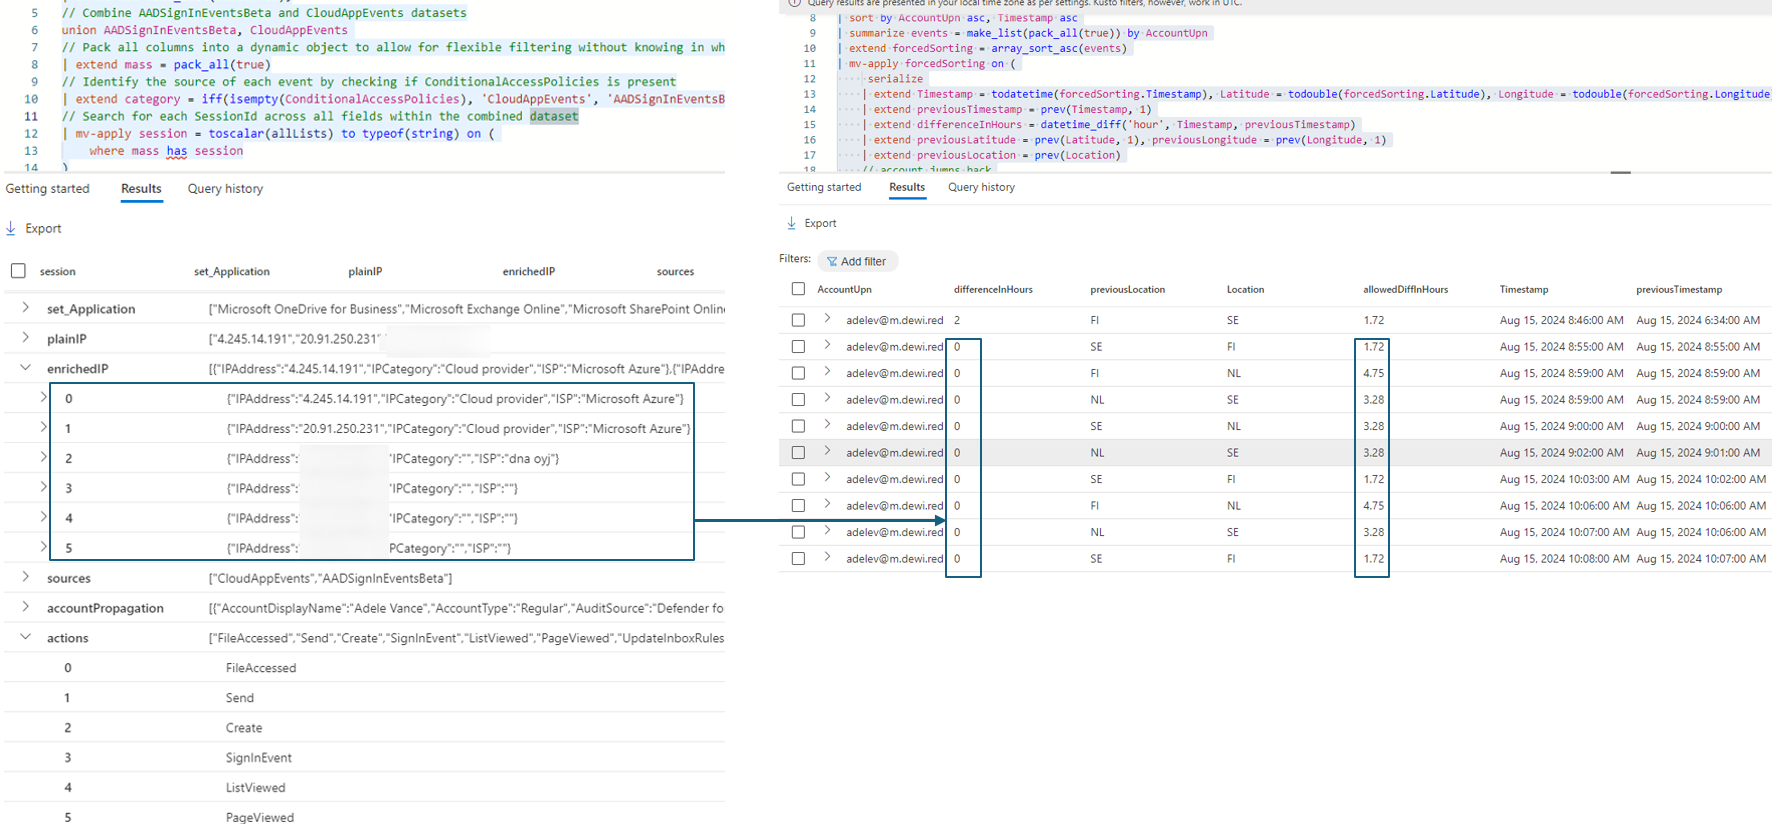 5 // Combine AADSignInEventsBeta and CloudAppEvents datasets
6 union AADSignInEventsBeta, CloudAppEvents
7 // Pack all columns into a dynamic object to allow for flexible filtering without knowing in wh
8 | extend mass = pack_all(true)
9 // Identify the source of each event by checking if ConditionalAccessPolicies is present
10 | extend category = iff(isempty(ConditionalAccessPolicies), 'CloudAppEvents', 'AADSignInEventsB
11 // Search for each SessionId across all fields within the combined dataset
12 | mv-apply session = toscalar(allLists) to typeof(string) on (
13 where mass has session
14 )
Getting started Results Query history
Export
session set_Application plainIP enrichedIP sources
set_Application ["Microsoft OneDrive for Business","Microsoft Exchange Online","Microsoft SharePoint Onlin
plainIP ["4.245.14.191","20.91.250.231"
enrichedIP [{"IPAddress":"4.245.14.191","IPCategory":"Cloud provider","ISP":"Microsoft Azure"},{"IPAddre
0 {"IPAddress":"4.245.14.191","IPCategory":"Cloud provider","ISP":"Microsoft Azure"}
1 {"IPAddress":"20.91.250.231","IPCategory":"Cloud provider","ISP":"Microsoft Azure"}
2 {"IPAddress":" "IPCategory":"","ISP":"dna oyj"}
3 {"IPAddress":" "IPCategory":"","ISP":""}
4 {"IPAddress":" "IPCategory":"","ISP":""}
5 {"IPAddress":" PCategory":"","ISP":""}
sources ["CloudAppEvents","AADSignInEventsBeta"]
accountPropagation [{"AccountDisplayName":"Adele Vance","AccountType":"Regular","AuditSource":"Defender fo
actions ["FileAccessed","Send","Create","SignInEvent","ListViewed","PageViewed","UpdateInboxRules
0 FileAccessed
1 Send
2 Create
3 SignInEvent
4 ListViewed
5 PageViewed
Query results are presented in your local time zone as per settings. Kusto filters, however, work in UTC.
8 | sort by AccountUpn asc, Timestamp asc
9 | summarize events = make_list(pack_all(true)) by AccountUpn
10 | extend forcedSorting = array_sort_asc(events)
11 | mv-apply forcedSorting on (
12 serialize
13 | extend Timestamp = todatetime(forcedSorting.Timestamp), Latitude = todouble(forcedSorting.Latitude), Longitude = todouble(forcedSorting.Longitude
14 | extend previousTimestamp = prev(Timestamp, 1)
15 | extend differenceInHours = datetime_diff('hour', Timestamp, previousTimestamp)
16 | extend previousLatitude = prev(Latitude, 1), previousLongitude = prev(Longitude, 1)
17 | extend previousLocation = prev(Location)
18 // account jumps back
Getting started Results Query history
Export
Filters: Add filter
AccountUpn differenceInHours previousLocation Location allowedDiffInHours Timestamp previousTimestamp
adelev@m.dewi.red 2 FI SE 1.72 Aug 15, 2024 8:46:00 AM Aug 15, 2024 6:34:00 AM
adelev@m.dewi.red 0 SE FI 1.72 Aug 15, 2024 8:55:00 AM Aug 15, 2024 8:55:00 AM
adelev@m.dewi.red 0 FI NL 4.75 Aug 15, 2024 8:59:00 AM Aug 15, 2024 8:59:00 AM
adelev@m.dewi.red 0 NL SE 3.28 Aug 15, 2024 8:59:00 AM Aug 15, 2024 8:59:00 AM
adelev@m.dewi.red 0 SE NL 3.28 Aug 15, 2024 9:00:00 AM Aug 15, 2024 9:00:00 AM
adelev@m.dewi.red 0 NL SE 3.28 Aug 15, 2024 9:02:00 AM Aug 15, 2024 9:01:00 AM
adelev@m.dewi.red 0 SE FI 1.72 Aug 15, 2024 10:03:00 AM Aug 15, 2024 10:02:00 AM
adelev@m.dewi.red 0 FI NL 4.75 Aug 15, 2024 10:06:00 AM Aug 15, 2024 10:06:00 AM
adelev@m.dewi.red 0 NL SE 3.28 Aug 15, 2024 10:07:00 AM Aug 15, 2024 10:06:00 AM
adelev@m.dewi.red 0 SE FI 1.72 Aug 15, 2024 10:08:00 AM Aug 15, 2024 10:07:00 AM